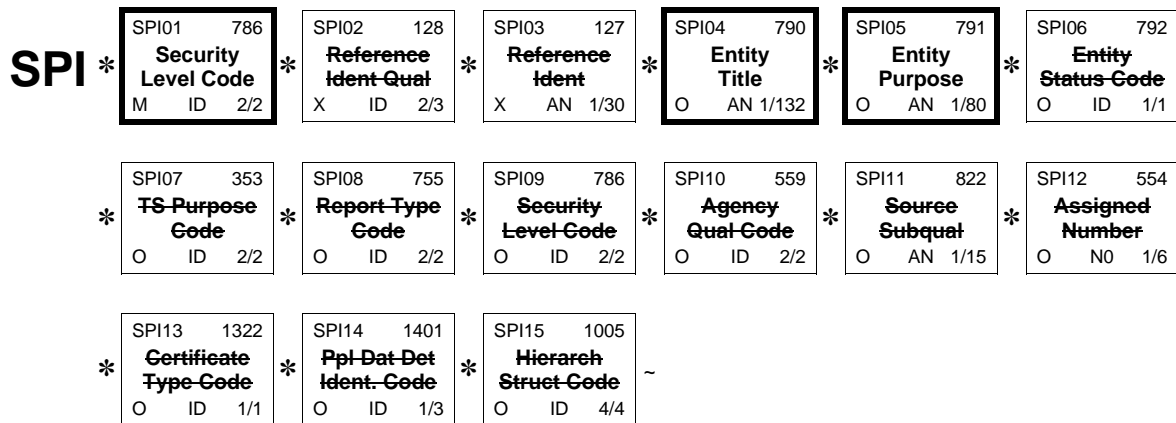 SPI * SPI01 786 * SPI02 128 * SPI03 127 * SPI04 790 * SPI05 791 * SPI06 792
Security Reference Reference Entity Entity Entity
Level Code Ident Qual Ident Title Purpose Status Code
M ID 2/2 X ID 2/3 X AN 1/30 O AN 1/132 O AN 1/80 O ID 1/1
* SPI07 353 * SPI08 755 * SPI09 786 * SPI10 559 * SPI11 822 * SPI12 554
TS Purpose Report Type Security Agency Source Assigned
Code Code Level Code Qual Code Subqual Number
O ID 2/2 O ID 2/2 O ID 2/2 O ID 2/2 O AN 1/15 O N0 1/6
* SPI13 1322 * SPI14 1401 * SPI15 1005 ~
Certificate Ppl Dat Det Hierarch
Type Code Ident. Code Struct Code
O ID 1/1 O ID 1/3 O ID 4/4